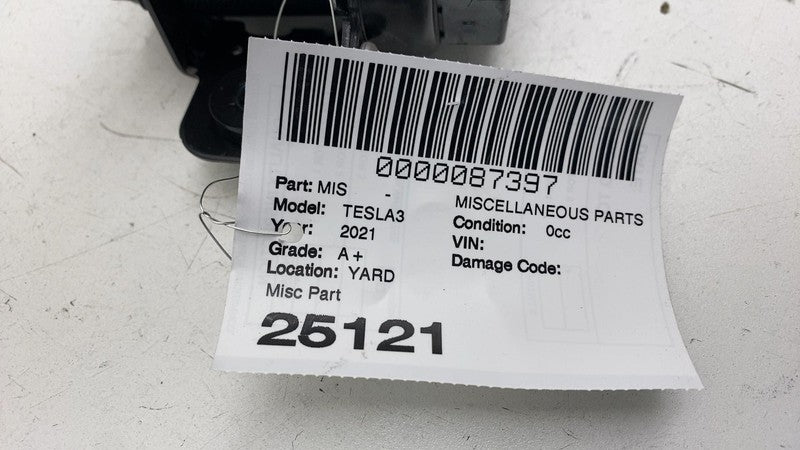 0000087397
Part: MIS - MISCELLANEOUS PARTS
Model: TESLA3 Condition: 0cc
Year: 2021 VIN:
Grade: A+ Damage Code:
Location: YARD
Misc Part
25121